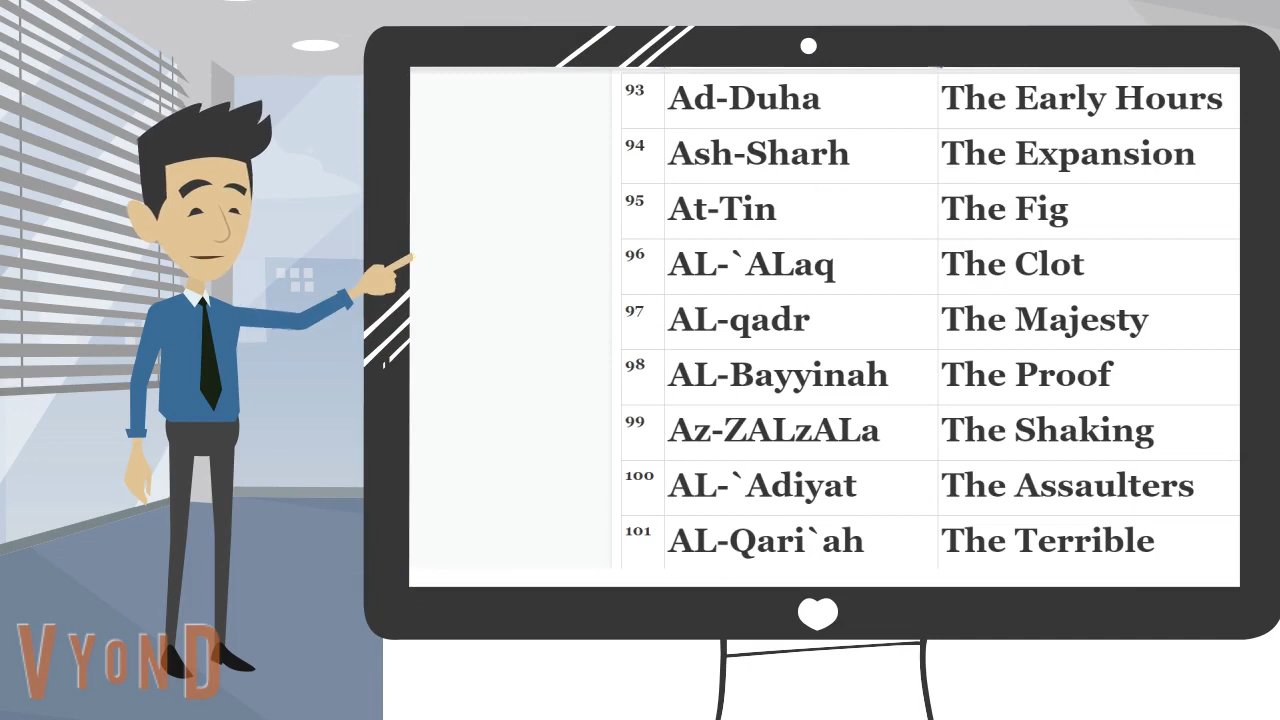 93 Ad-Duha The Early Hours
94 Ash-Sharh The Expansion
95 At-Tin The Fig
96 AL-`ALaq The Clot
97 AL-qadr The Majesty
98 AL-Bayyinah The Proof
99 Az-ZALzALa The Shaking
100 AL-`Adiyat The Assaulters
101 AL-Qari`ah The Terrible
VYOND